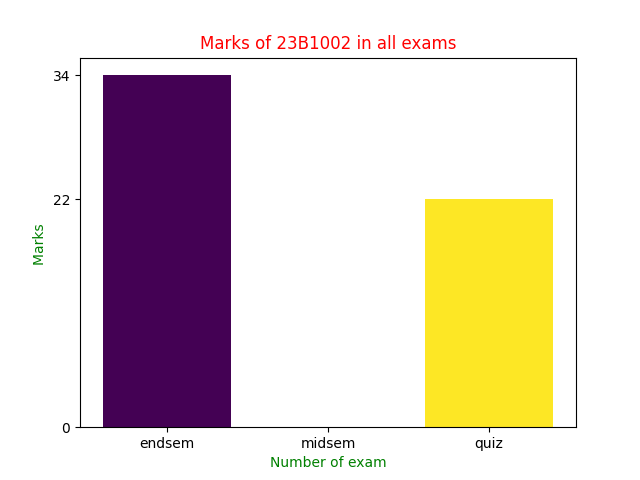 Marks of 23B1002 in all exams
34
22
0
Marks
endsem midsem quiz
Number of exam